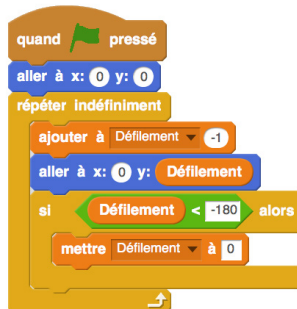 quand pressé
aller à x: 0 y: 0
répéter indéfiniment
ajouter à Défilement -1
aller à x: 0 y: Défilement
si Défilement < -180 alors
mettre Défilement à 0